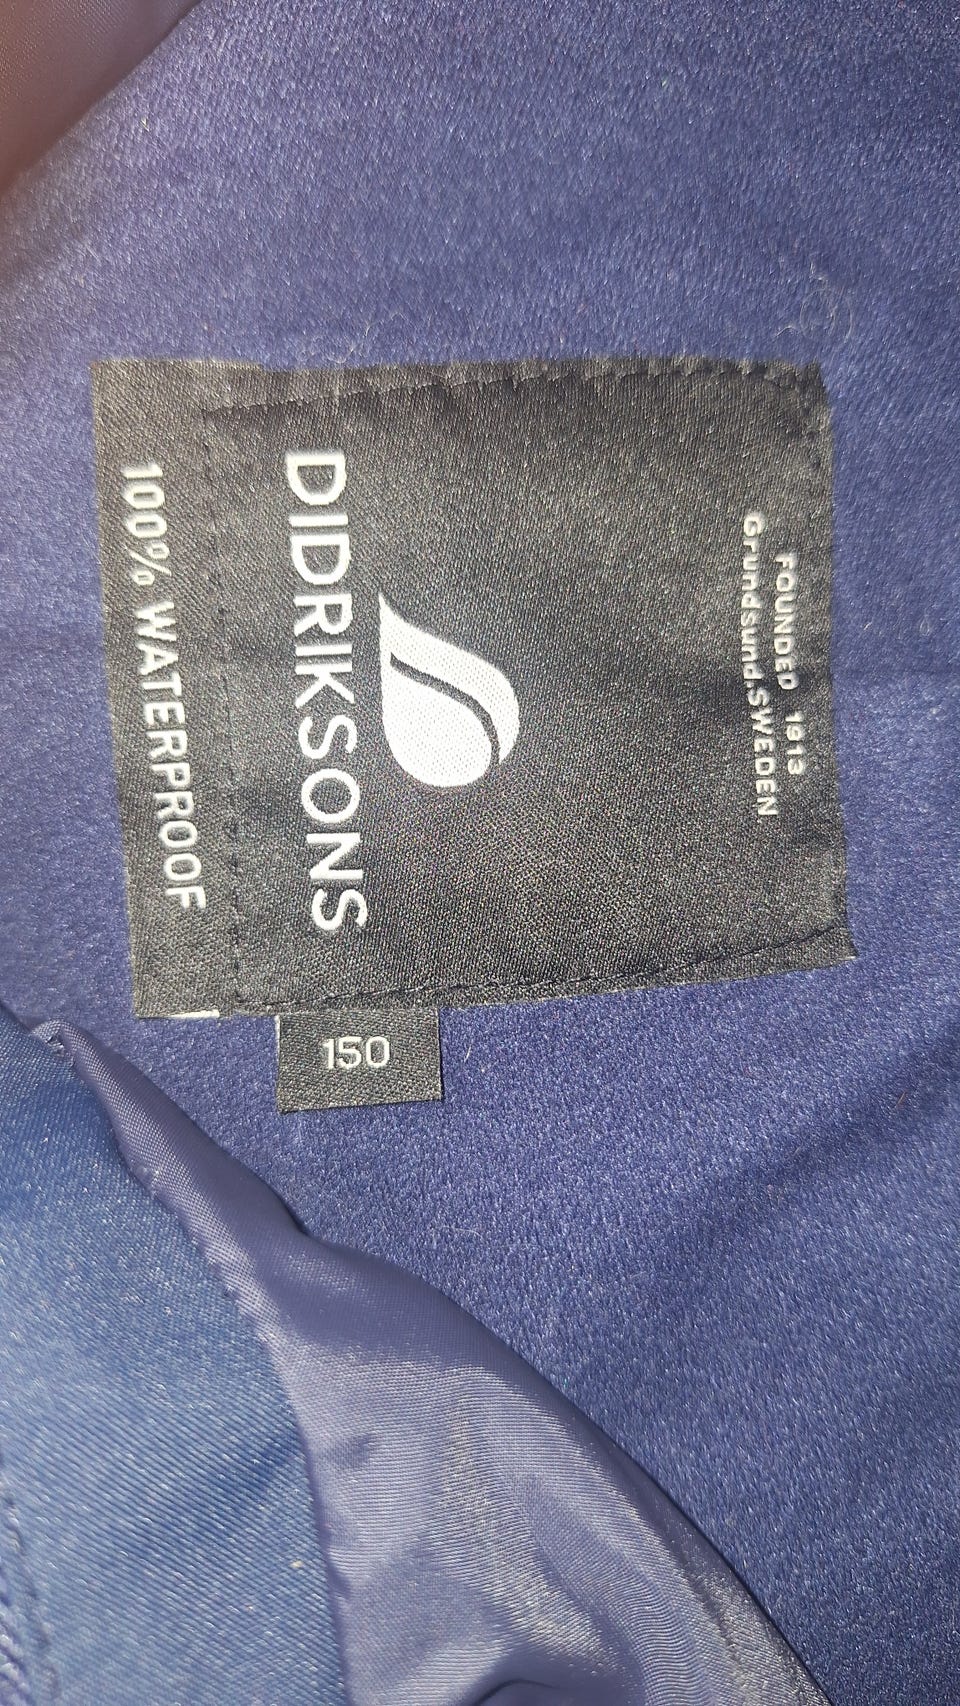 FOUNDED 1913
Grundsund.SWEDEN
DIDRIKSONS
100% WATERPROOF
150